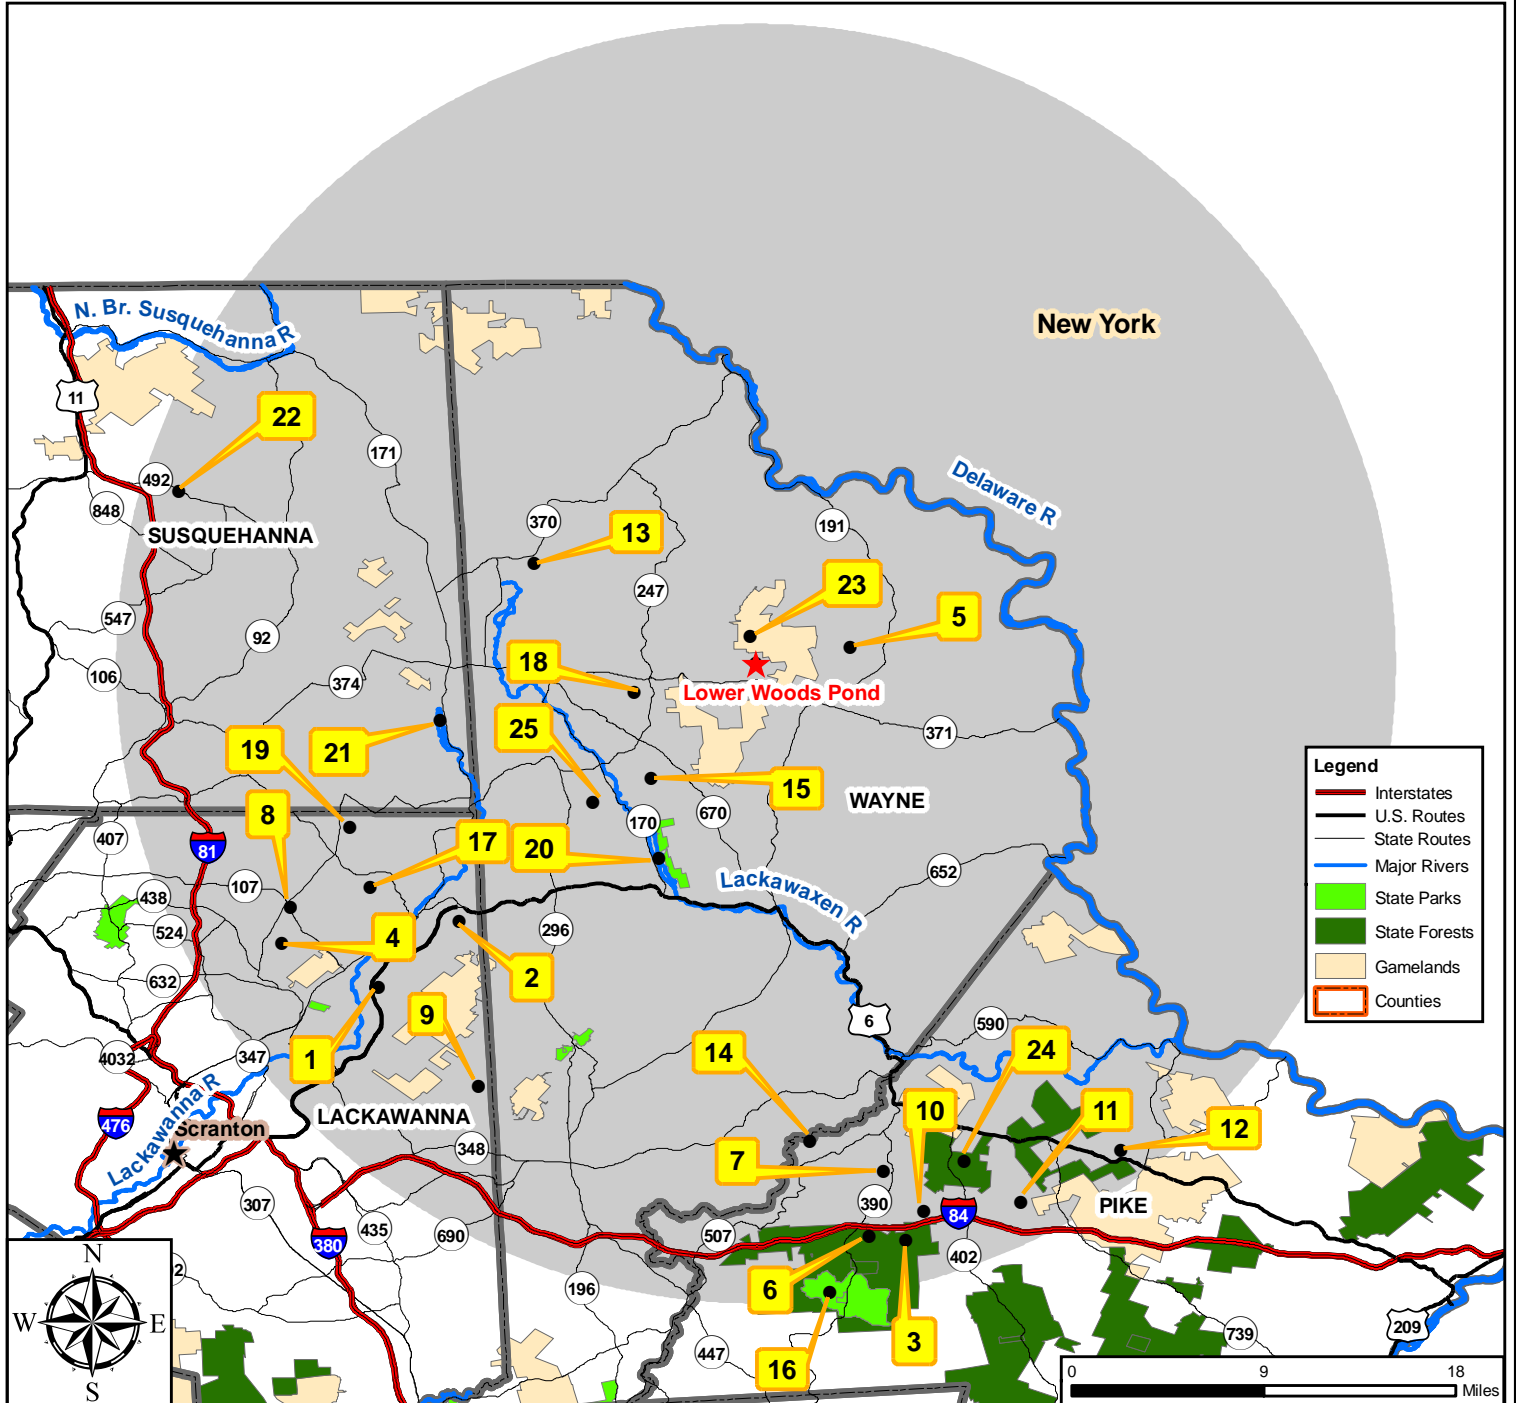 New York
N. Br. Susquehanna R
11
22
171
492
848
SUSQUEHANNA
Delaware R
370
13
191
247
23
547
5
92
18
106
374
Lower Woods Pond
25
19
21
371
15
8
WAYNE
670
170
407
81
17
20
107
652
438
Lackawaxen R
524
4
296
2
632
9
6
590
4032
347
1
14
24
Lackawanna R
10
11
476
Scranton
LACKAWANNA
12
348
7
307
390
84
PIKE
435
690
507
380
402
6
2
196
3
209
739
447
16
Legend
Interstates
U.S. Routes
State Routes
Major Rivers
State Parks
State Forests
Gamelands
Counties
N
W E
S
0 9 18
Miles